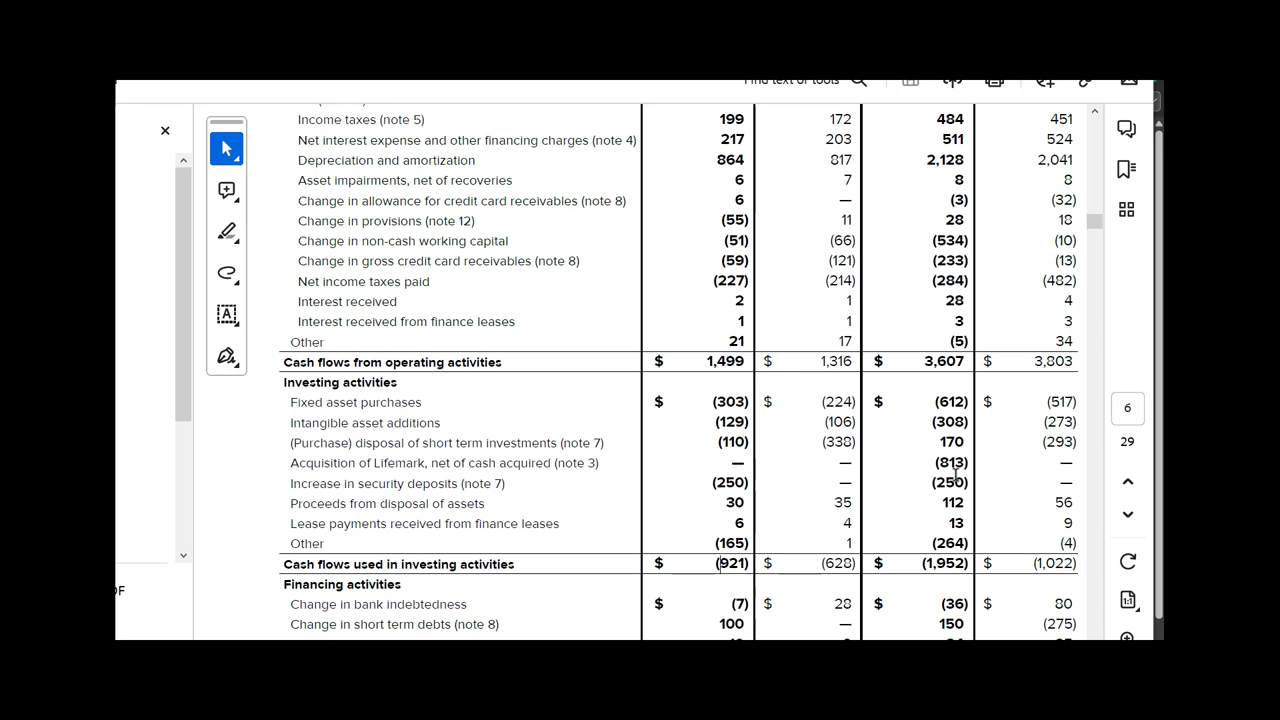 Find text or tools
Income taxes (note 5) 199 172 484 451
Net interest expense and other financing charges (note 4) 217 203 511 524
Depreciation and amortization 864 817 2,128 2,041
Asset impairments, net of recoveries 6 7 8 8
Change in allowance for credit card receivables (note 8) 6 — (3) (32)
Change in provisions (note 12) (55) 11 28 18
Change in non-cash working capital (51) (66) (534) (10)
Change in gross credit card receivables (note 8) (59) (121) (233) (13)
Net income taxes paid (227) (214) (284) (482)
Interest received 2 1 28 4
Interest received from finance leases 1 1 3 3
Other 21 17 (5) 34
Cash flows from operating activities $ 1,499 $ 1,316 $ 3,607 $ 3,803
Investing activities
Fixed asset purchases $ (303) $ (224) $ (612) $ (517)
Intangible asset additions (129) (106) (308) (273)
(Purchase) disposal of short term investments (note 7) (110) (338) 170 (293)
Acquisition of Lifemark, net of cash acquired (note 3) — — (813) —
Increase in security deposits (note 7) (250) — (250) —
Proceeds from disposal of assets 30 35 112 56
Lease payments received from finance leases 6 4 13 9
Other (165) 1 (264) (4)
Cash flows used in investing activities $ (921) $ (628) $ (1,952) $ (1,022)
Financing activities
Change in bank indebtedness $ (7) $ 28 $ (36) $ 80
Change in short term debts (note 8) 100 — 150 (275)
6
29
1:1